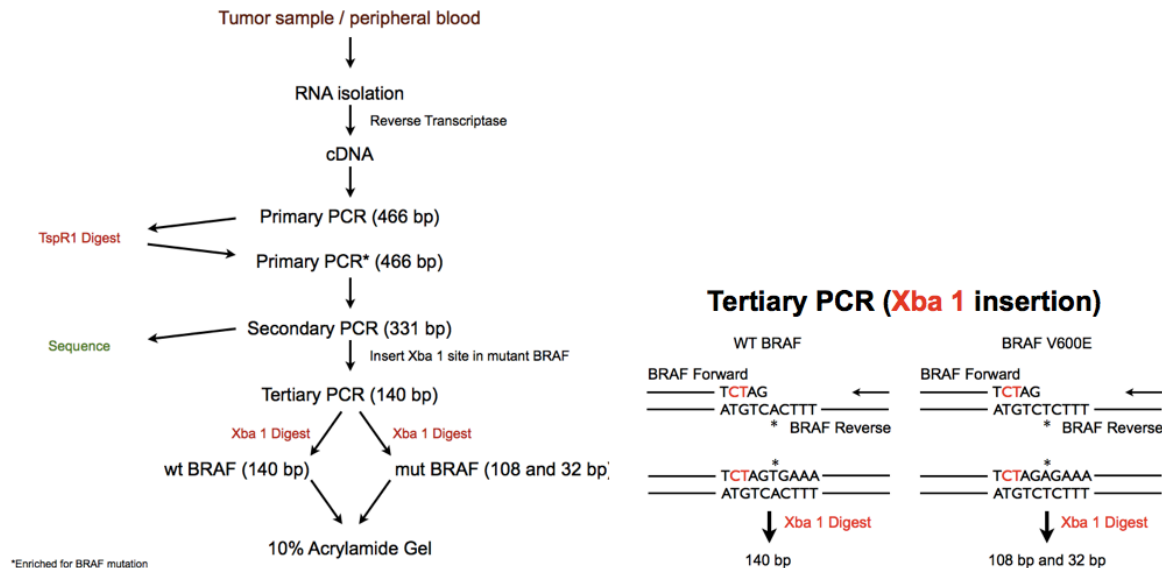 Tumor sample / peripheral blood
RNA isolation
Reverse Transcriptase
cDNA
Primary PCR (466 bp)
TspR1 Digest
Primary PCR* (466 bp)
Secondary PCR (331 bp)
Sequence
Insert Xba 1 site in mutant BRAF
Tertiary PCR (140 bp)
Xba 1 Digest Xba 1 Digest
wt BRAF (140 bp) mut BRAF (108 and 32 bp)
10% Acrylamide Gel
*Enriched for BRAF mutation
Tertiary PCR (Xba 1 insertion)
WT BRAF
BRAF Forward
TCTAG
ATGTCACTTT
* BRAF Reverse
*
TCTAGTGAAA
ATGTCACTTT
Xba 1 Digest
140 bp
BRAF V600E
BRAF Forward
TCTAG
ATGTCTCTTT
* BRAF Reverse
*
TCTAGAGAAA
ATGTCTCTTT
Xba 1 Digest
108 bp and 32 bp